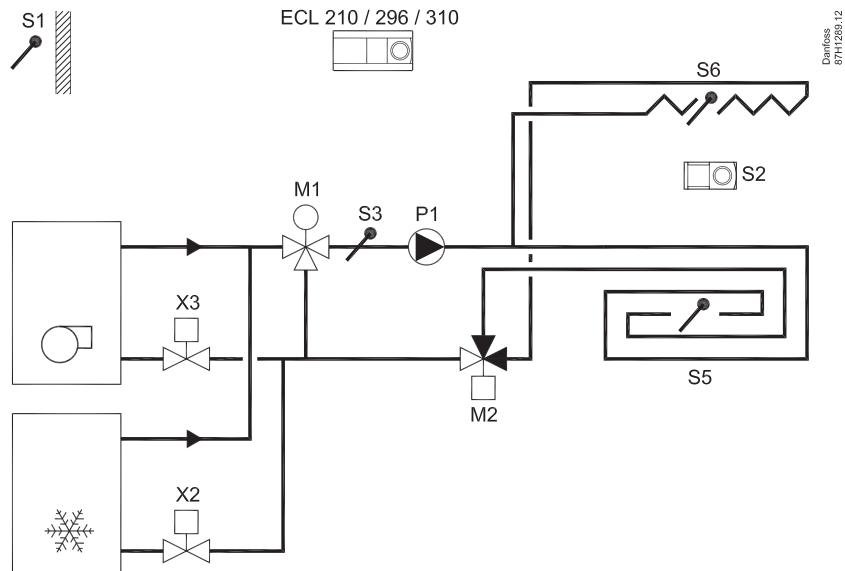 S1
ECL 210 / 296 / 310
Danfoss
87H1289.12
S6
S2
M1
S3
P1
X3
S5
M2
X2